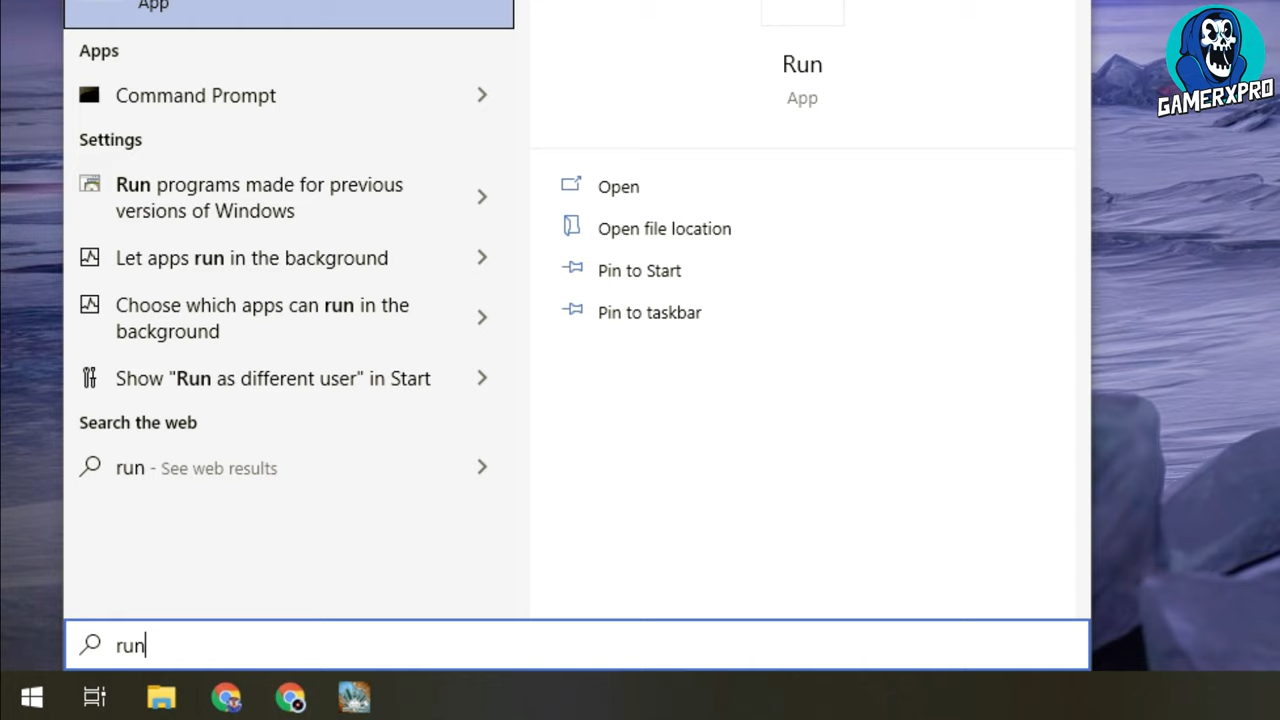 App
Apps
Command Prompt
Settings
Run programs made for previous
versions of Windows
Let apps run in the background
Choose which apps can run in the
background
Show "Run as different user" in Start
Search the web
run - See web results
run
Run
App
Open
Open file location
Pin to Start
Pin to taskbar
GAMERXPRO